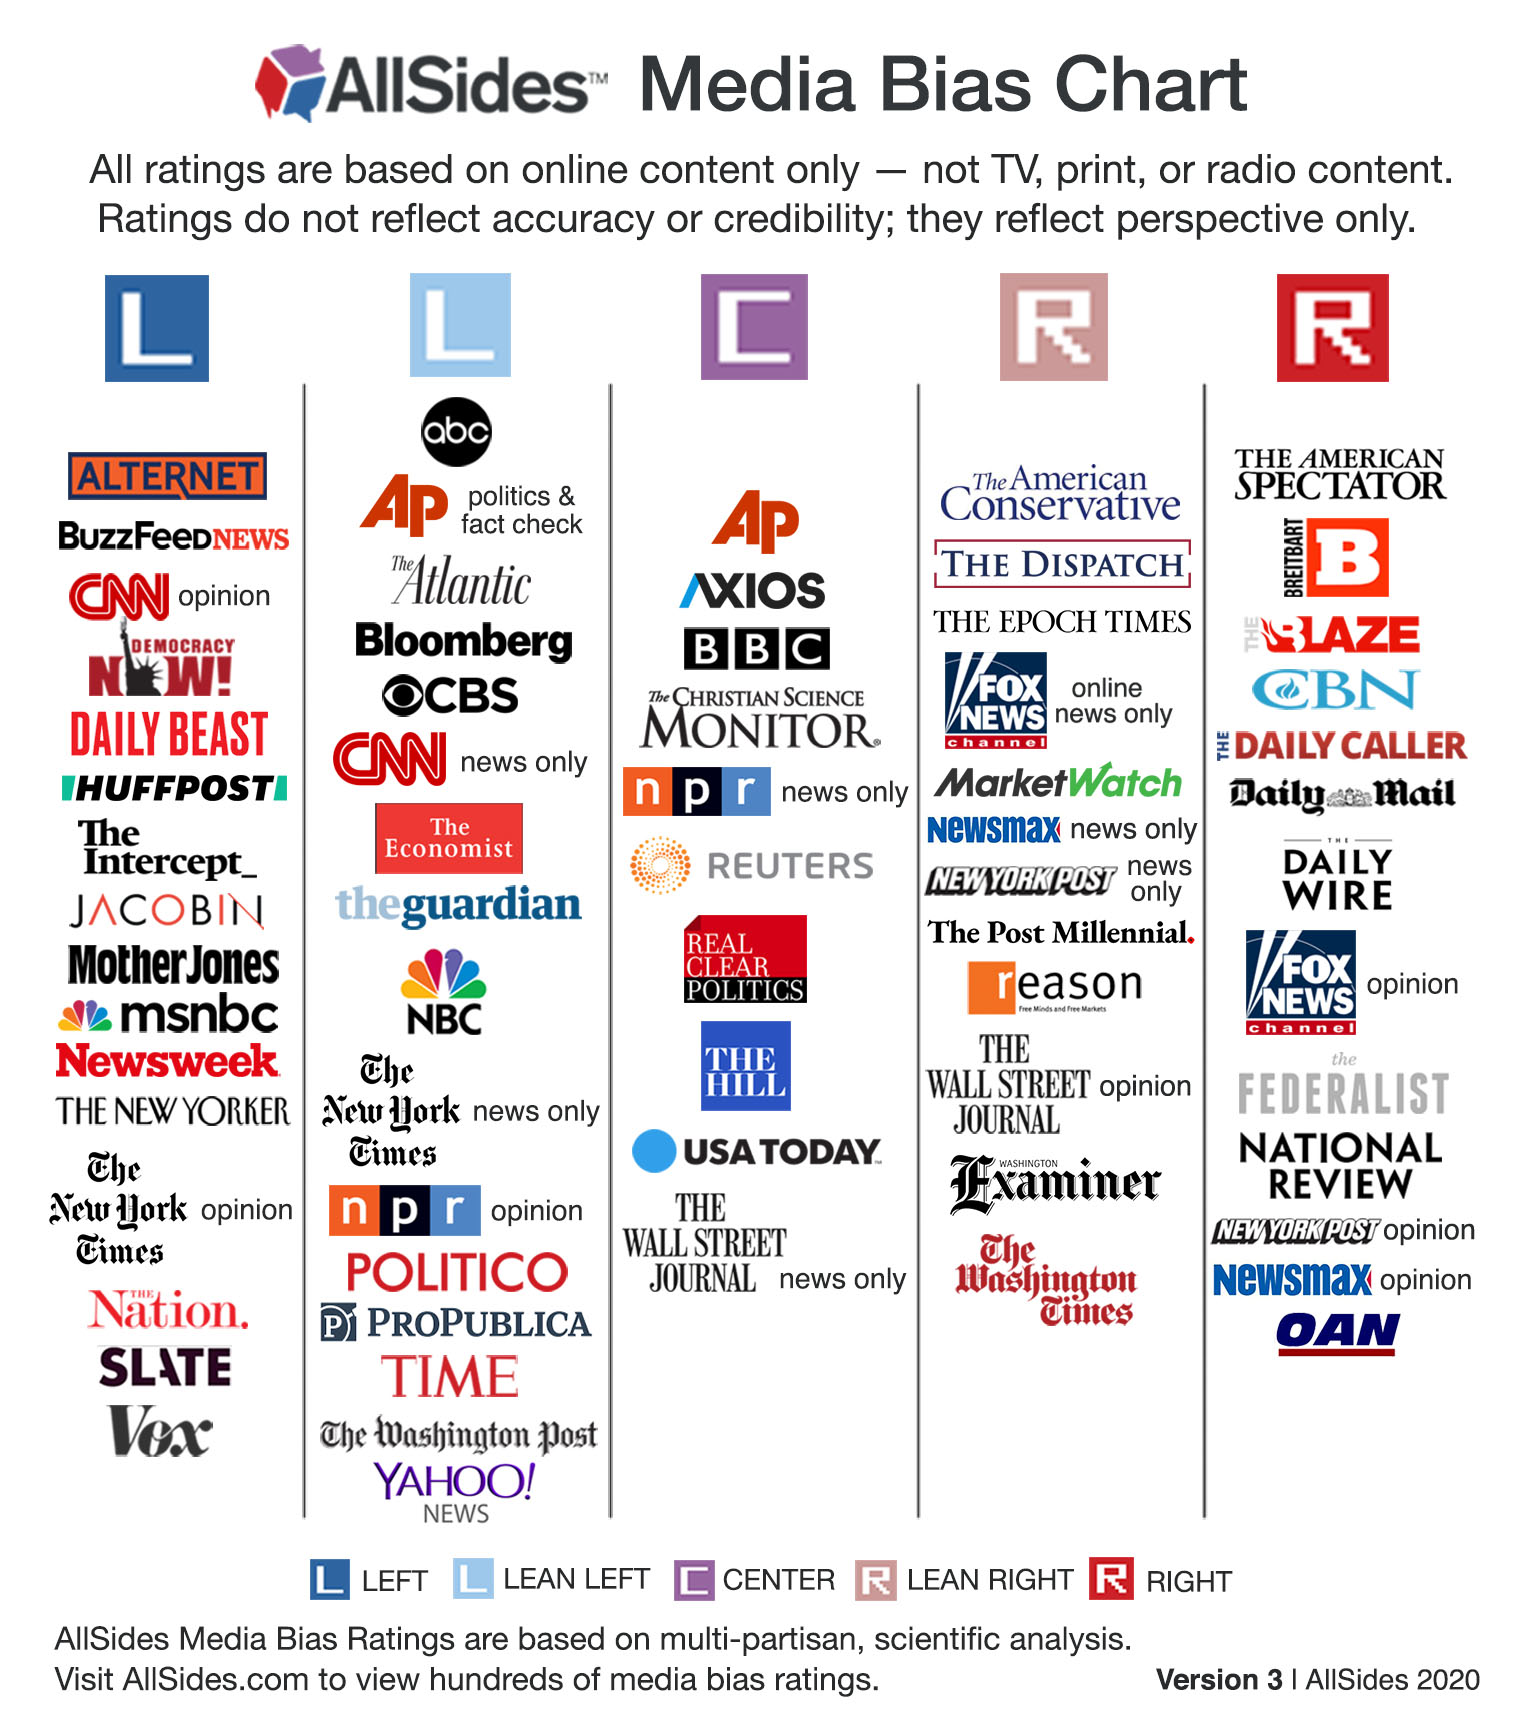 AllSides™ Media Bias Chart
All ratings are based on online content only — not TV, print, or radio content.
Ratings do not reflect accuracy or credibility; they reflect perspective only.
L
L
C
R
R
ALTERNET
BUZZFEED NEWS
CNN opinion
DEMOCRACY
NOW!
DAILY BEAST
HUFFPOST
The
Intercept_
JACOBIN
Mother Jones
msnbc
Newsweek
THE NEW YORKER
The
New York opinion
Times
THE
Nation.
SLATE
Vox
abc
AP politics &
fact check
The
Atlantic
Bloomberg
CBS
CNN news only
The
Economist
theguardian
NBC
The
New York news only
Times
npr opinion
POLITICO
PROPUBLICA
TIME
The Washington Post
YAHOO!
NEWS
AP
AXIOS
BBC
The CHRISTIAN SCIENCE
MONITOR®
npr news only
REUTERS
REAL
CLEAR
POLITICS
THE
HILL
USA TODAY
THE
WALL STREET
JOURNAL news only
The American
Conservative
THE DISPATCH
THE EPOCH TIMES
FOX
NEWS
channel
online
news only
MarketWatch
Newsmax news only
NEW YORK POST news
only
The Post Millennial.
reason
Free Minds and Free Markets
THE
WALL STREET opinion
JOURNAL
WASHINGTON
Examiner
The
Washington
Times
THE AMERICAN
SPECTATOR
BREITBART B
THE BLAZE
CBN
THE DAILY CALLER
Daily Mail
THE
DAILY
WIRE
FOX
NEWS
channel
opinion
the
FEDERALIST
NATIONAL
REVIEW
NEW YORK POST opinion
Newsmax opinion
OAN
L LEFT L LEAN LEFT C CENTER R LEAN RIGHT R RIGHT
AllSides Media Bias Ratings are based on multi-partisan, scientific analysis.
Visit AllSides.com to view hundreds of media bias ratings.
Version 3 | AllSides 2020